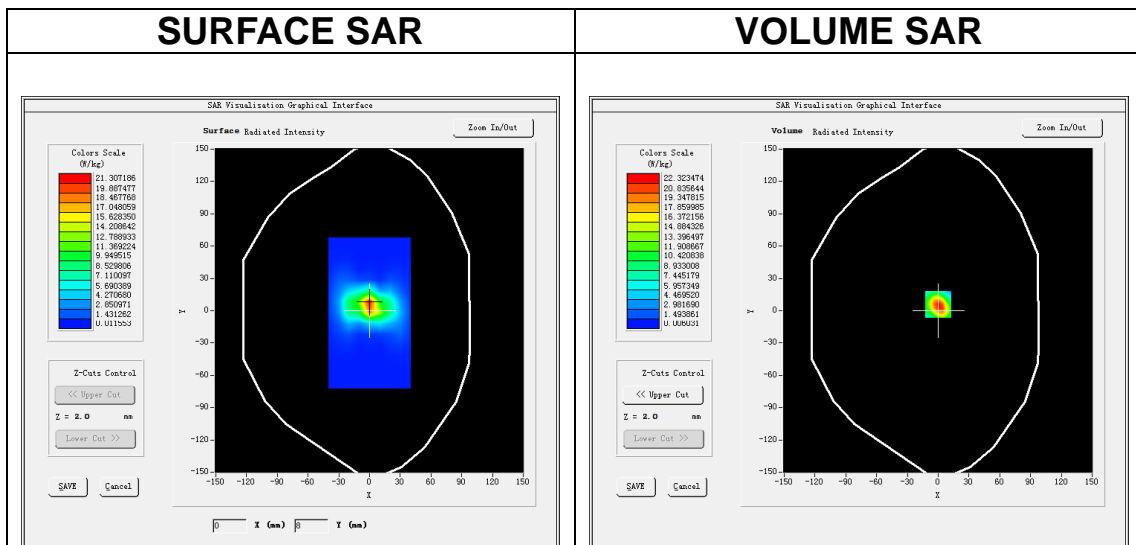 SURFACE SAR
SAR Visualisation Graphical Interface
Surface Radiated Intensity
Zoom In/Out
Colors Scale
(W/kg)
21.307186
19.887477
18.467768
17.048059
15.628350
14.208642
12.788933
11.369224
9.949515
8.529806
7.110097
5.690389
4.270680
2.850971
1.431262
0.011553
Z-Cuts Control
<< Upper Cut
Z = 2.0 mm
Lower Cut >>
SAVE Cancel
150
120
90
60
30
0
-30
-60
-90
-120
-150
Y
-150 -120 -90 -60 -30 0 30 60 90 120 150
X
0 X (mm) 8 Y (mm)
VOLUME SAR
SAR Visualisation Graphical Interface
Volume Radiated Intensity
Zoom In/Out
Colors Scale
(W/kg)
22.323474
20.835644
19.347815
17.859985
16.372156
14.884326
13.396497
11.908667
10.420838
8.933008
7.445179
5.957349
4.469520
2.981690
1.493861
0.006031
Z-Cuts Control
<< Upper Cut
Z = 2.0 mm
Lower Cut >>
SAVE Cancel
150
120
90
60
30
0
-30
-60
-90
-120
-150
Y
-150 -120 -90 -60 -30 0 30 60 90 120 150
X